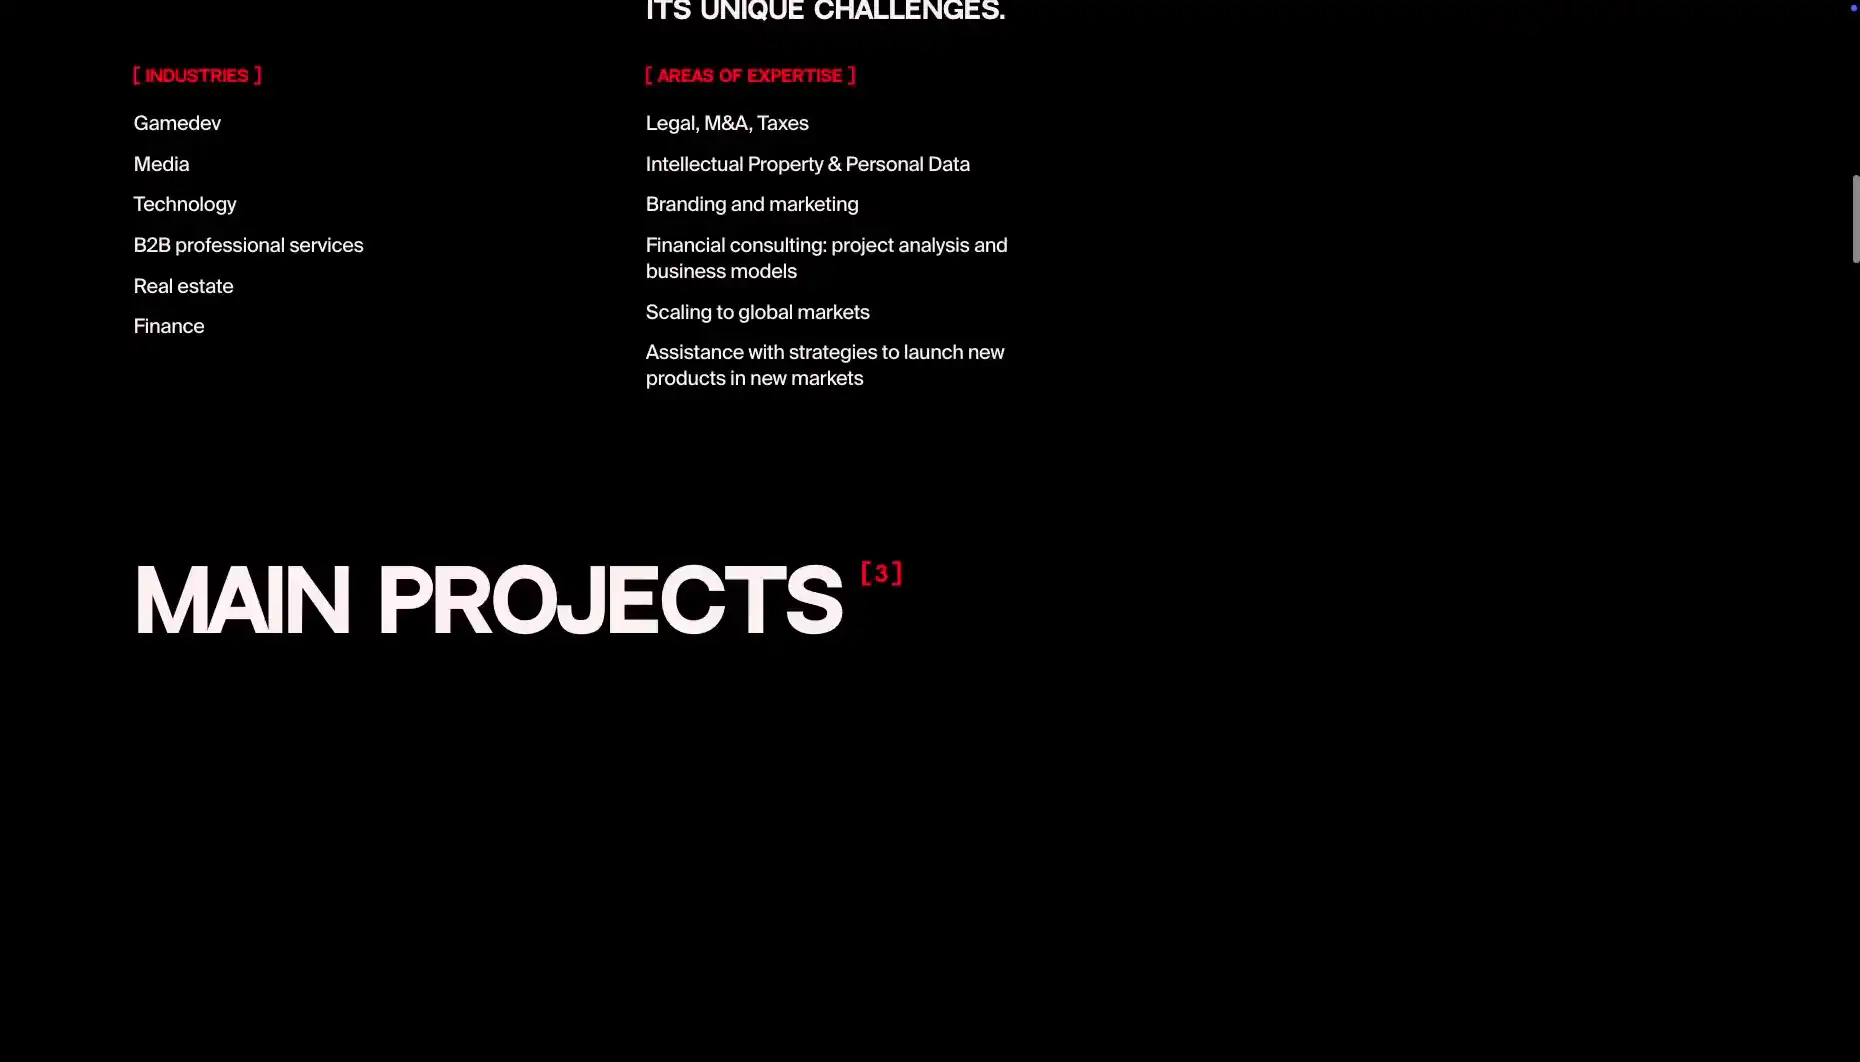 ITS UNIQUE CHALLENGES.
[ INDUSTRIES ]
Gamedev
Media
Technology
B2B professional services
Real estate
Finance
[ AREAS OF EXPERTISE ]
Legal, M&A, Taxes
Intellectual Property & Personal Data
Branding and marketing
Financial consulting: project analysis and
business models
Scaling to global markets
Assistance with strategies to launch new
products in new markets
MAIN PROJECTS [3]